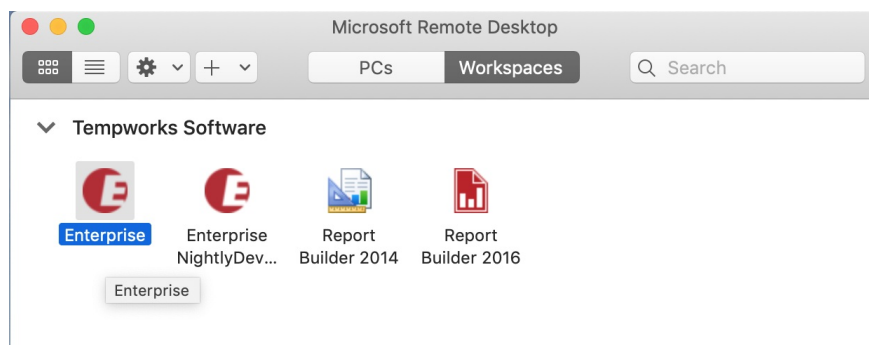 Microsoft Remote Desktop
PCs
Workspaces
Search
Tempworks Software
Enterprise
Enterprise
NightlyDev...
Report
Builder 2014
Report
Builder 2016
Enterprise